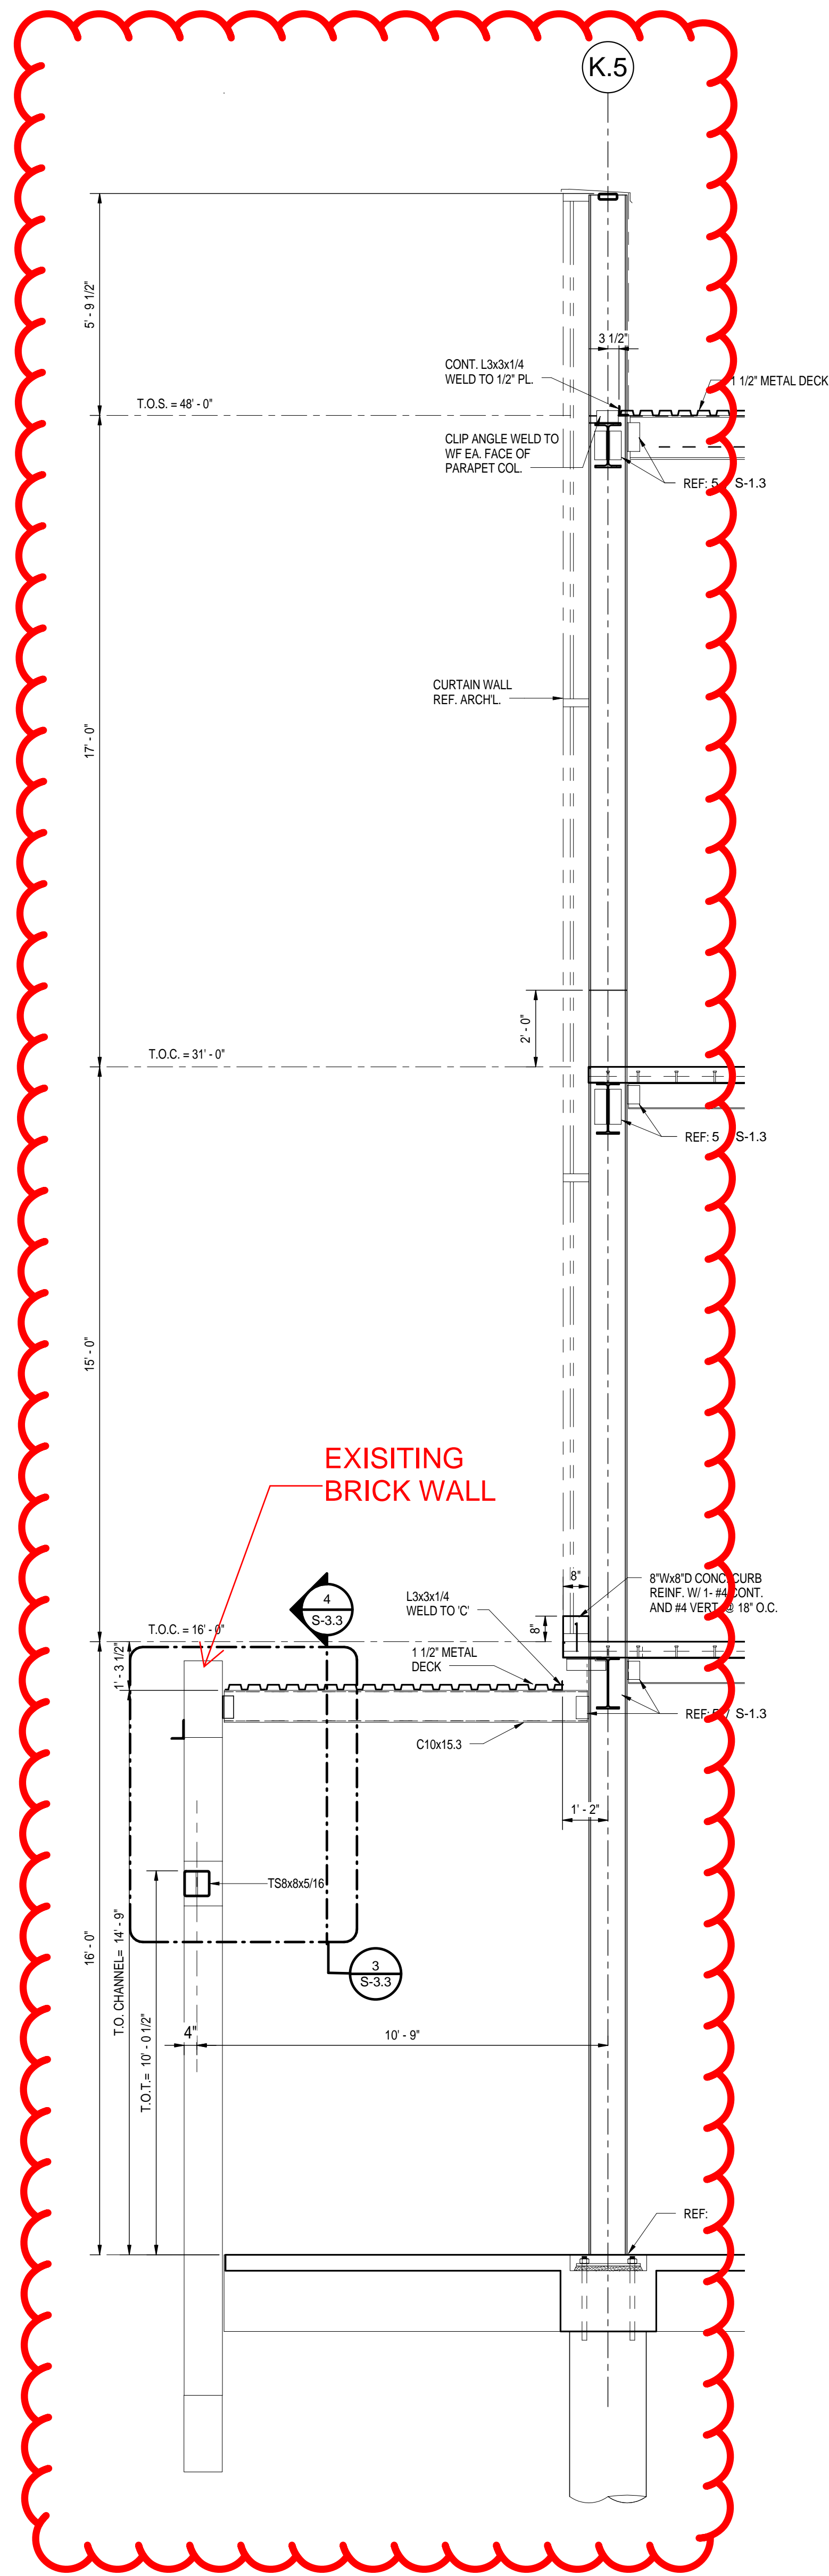 K.5
5' - 9 1/2"
3 1/2"
CONT. L3x3x1/4
WELD TO 1/2" PL.
1 1/2" METAL DECK
T.O.S. = 48' - 0"
CLIP ANGLE WELD TO
WF EA. FACE OF
PARAPET COL.
REF: 5 / S-1.3
CURTAIN WALL
REF. ARCH'L.
17' - 0"
2' - 0"
T.O.C. = 31' - 0"
REF: 5 / S-1.3
15' - 0"
EXISITING
BRICK WALL
8"
8"Wx8"D CONC. CURB
REINF. W/ 1- #4 CONT.
AND #4 VERT. @ 18" O.C.
4
S-3.3
L3x3x1/4
WELD TO 'C'
8"
T.O.C. = 16' - 0"
1' - 3 1/2"
1 1/2" METAL
DECK
REF: 5 / S-1.3
C10x15.3
1' - 2"
TS8x8x5/16
16' - 0"
T.O. CHANNEL= 14' - 9"
T.O.T.= 10' - 0 1/2"
3
S-3.3
4"
10' - 9"
REF: